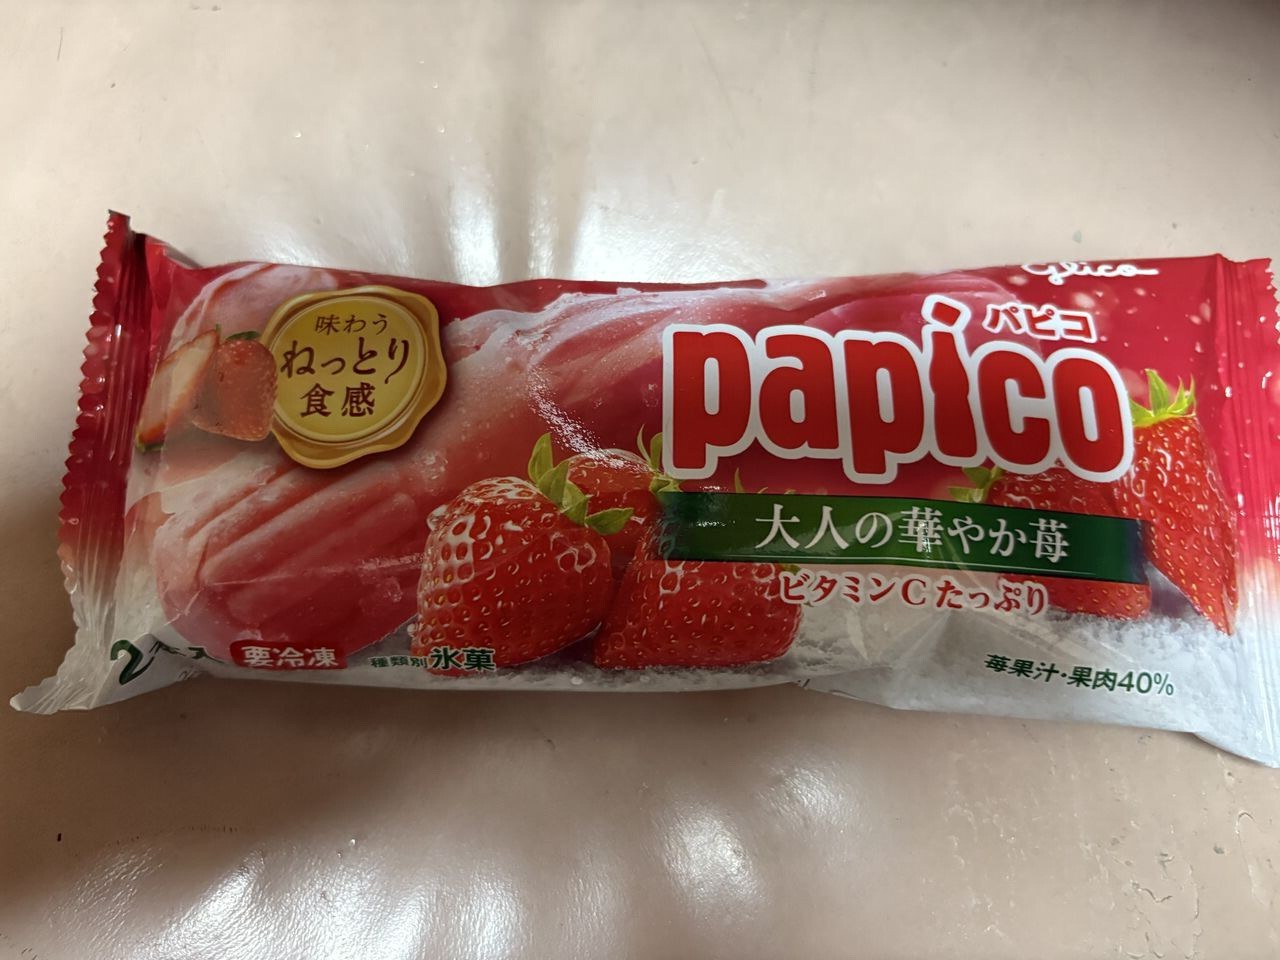 Glico
味わう
ねっとり
食感
パピコ
papico
大人の華やか苺
ビタミンCたっぷり
要冷凍
種類別 氷菓
苺果汁・果肉40%
2